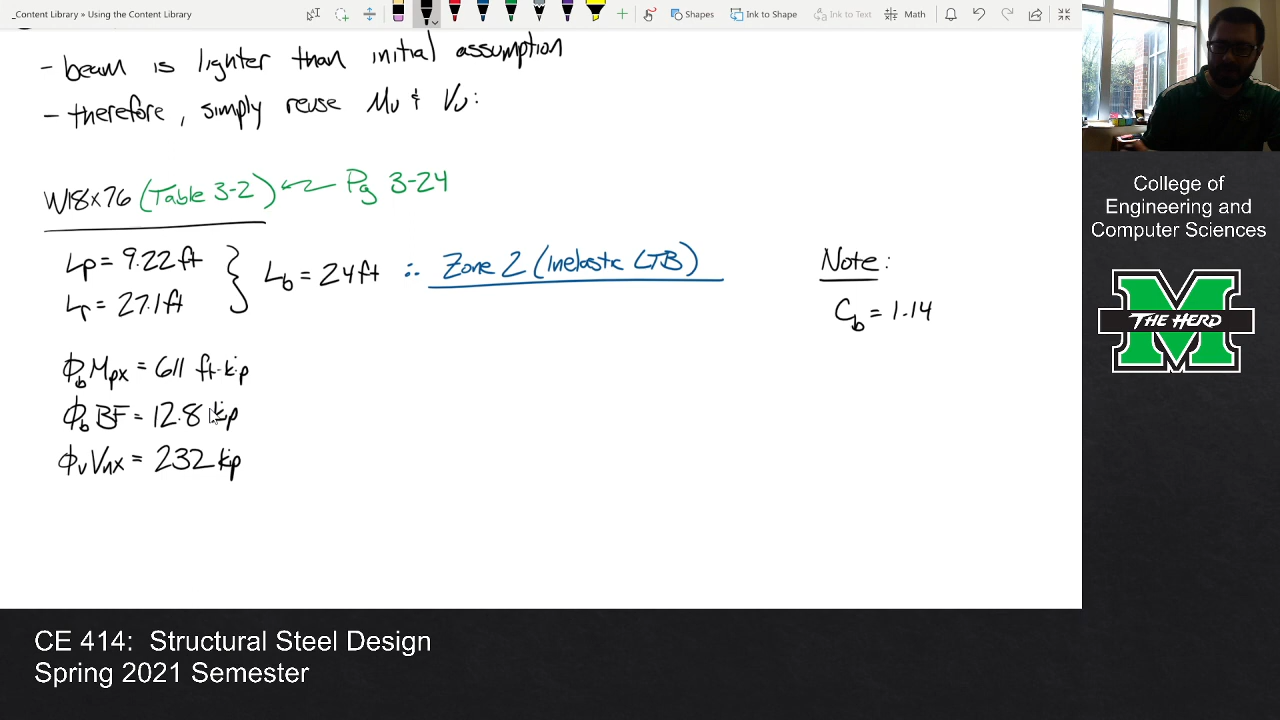 _Content Library » Using the Content Library
Shapes
Ink to Shape
Ink to Text
Math
- beam is lighter than initial assumption
- therefore, simply reuse Mu & Vu:
W18x76 (Table 3-2) ← Pg 3-24
Lp = 9.22 ft
Lr = 27.1 ft
} Lb = 24 ft ∴ Zone 2 (Inelastic LTB)
Note:
Cb = 1.14
ϕbMpx = 611 ft-kip
ϕbBF = 12.8 kip
ϕvVnx = 232 kip
College of
Engineering and
Computer Sciences
THE HERD
CE 414: Structural Steel Design
Spring 2021 Semester